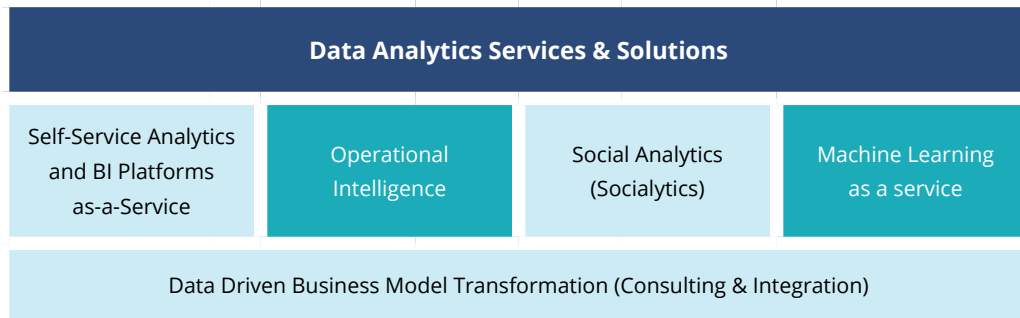 Data Analytics Services & Solutions
Self-Service Analytics
and BI Platforms
as-a-Service
Operational
Intelligence
Social Analytics
(Socialytics)
Machine Learning
as a service
Data Driven Business Model Transformation (Consulting & Integration)